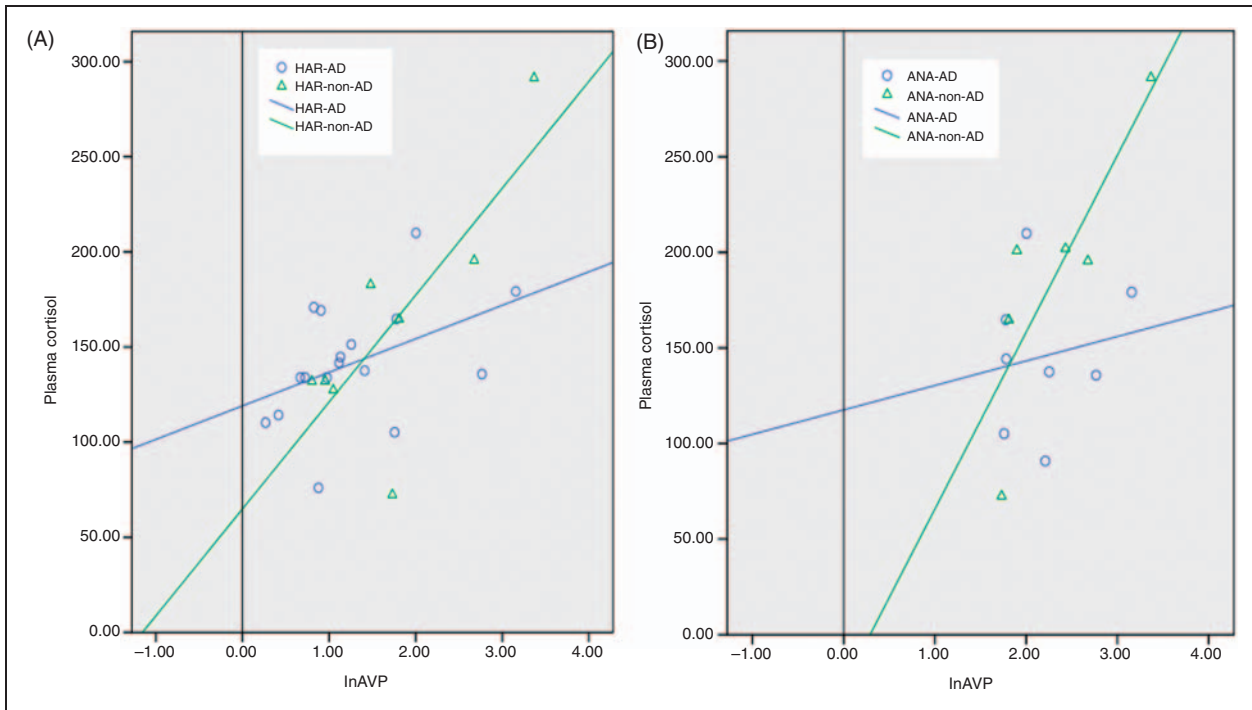 (A)
HAR-AD
HAR-non-AD
HAR-AD
HAR-non-AD
300.00
250.00
200.00
150.00
100.00
50.00
0.00
Plasma cortisol
–1.00 0.00 1.00 2.00 3.00 4.00
lnAVP
(B)
ANA-AD
ANA-non-AD
ANA-AD
ANA-non-AD
300.00
250.00
200.00
150.00
100.00
50.00
0.00
Plasma cortisol
–1.00 0.00 1.00 2.00 3.00 4.00
lnAVP